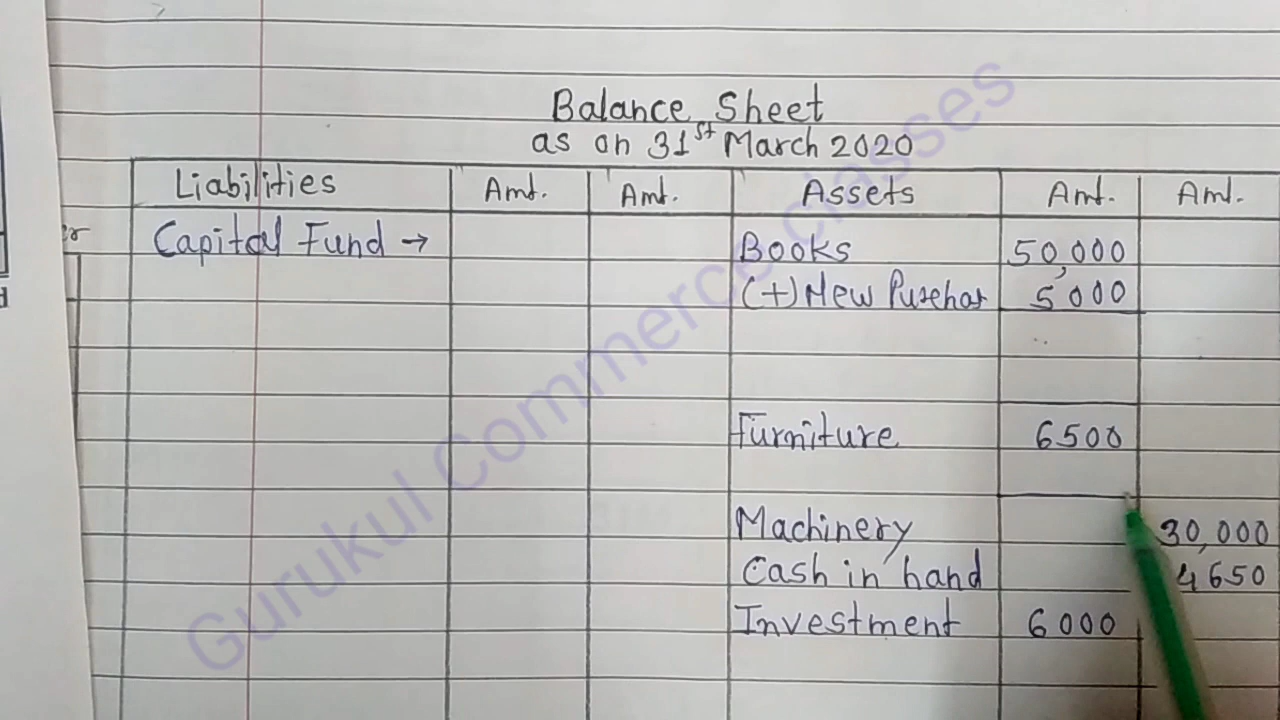 Balance Sheet
as on 31st March 2020
Liabilities Amt. Amt. Assets Amt. Amt.
Capital Fund → Books 50,000
(+) New Purchas 5000
Furniture 6500
Machinery 30,000
Cash in hand 4650
Investment 6000
Gurukul Commerce Classes